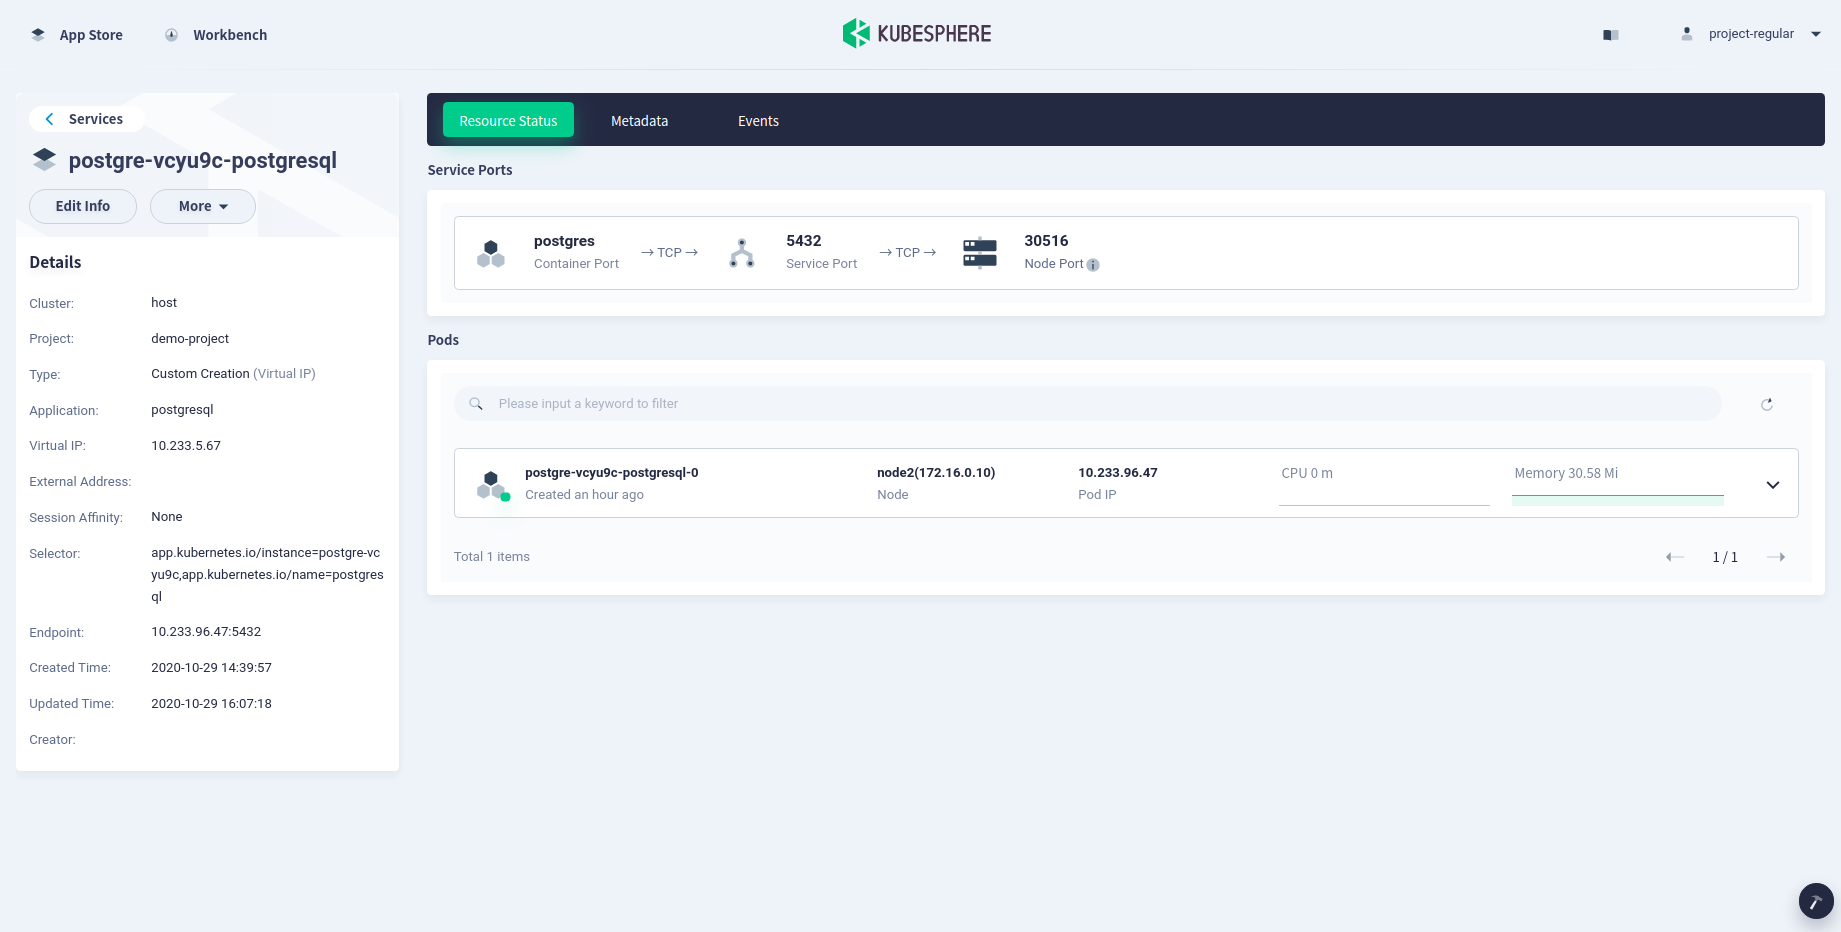 App Store
Workbench
KUBESPHERE
project-regular
Services
postgre-vcyu9c-postgresql
Edit Info
More
Details
Cluster: host
Project: demo-project
Type: Custom Creation (Virtual IP)
Application: postgresql
Virtual IP: 10.233.5.67
External Address:
Session Affinity: None
Selector: app.kubernetes.io/instance=postgre-vc
yu9c,app.kubernetes.io/name=postgres
ql
Endpoint: 10.233.96.47:5432
Created Time: 2020-10-29 14:39:57
Updated Time: 2020-10-29 16:07:18
Creator:
Resource Status
Metadata
Events
Service Ports
postgres
Container Port
→ TCP →
5432
Service Port
→ TCP →
30516
Node Port
Pods
Please input a keyword to filter
postgre-vcyu9c-postgresql-0
Created an hour ago
node2(172.16.0.10)
Node
10.233.96.47
Pod IP
CPU 0 m
Memory 30.58 Mi
Total 1 items
1 / 1